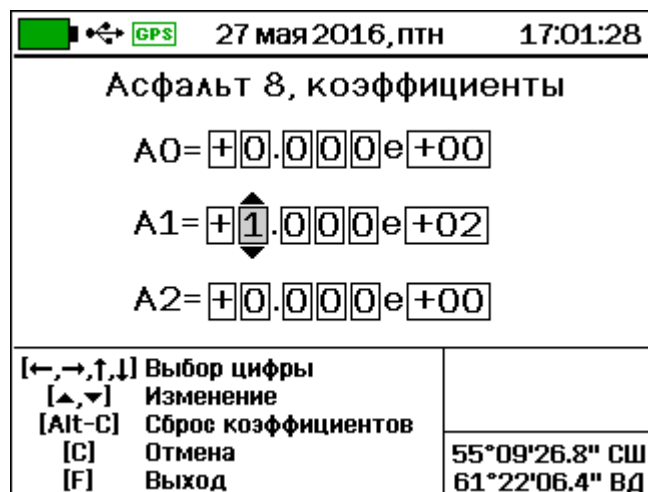 GPS 27 мая 2016, птн 17:01:28
Асфальт 8, коэффициенты
A0=+0.000e+00
A1=+1.000e+02
A2=+0.000e+00
[←,→,↑,↓] Выбор цифры
[▲,▼] Изменение
[Alt-C] Сброс коэффициентов
[C] Отмена
[F] Выход
55°09'26.8" СШ
61°22'06.4" ВД